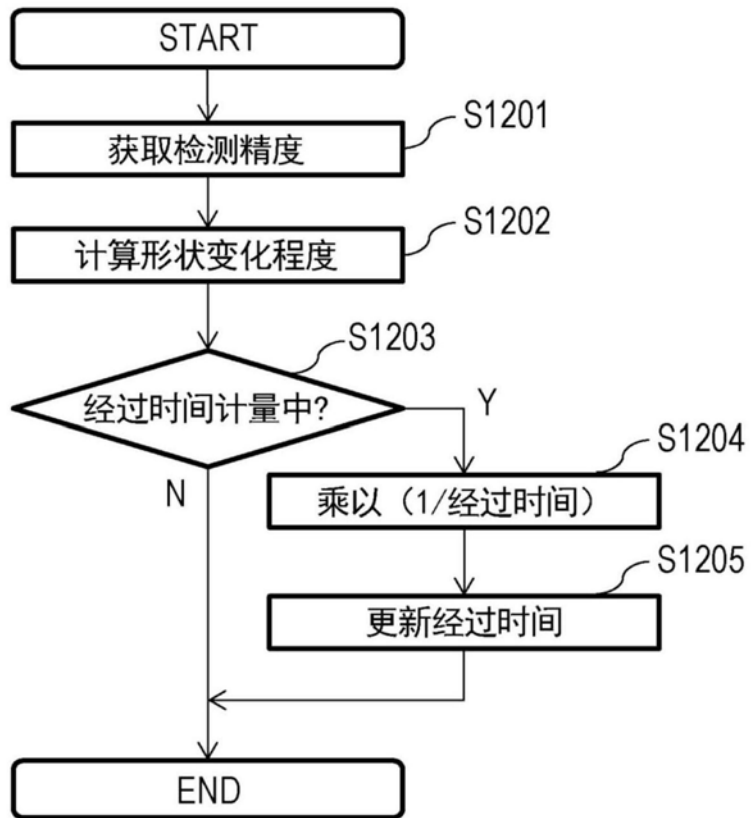 START
S1201
获取检测精度
S1202
计算形状变化程度
S1203
经过时间计量中?
Y
N
S1204
乘以（1/经过时间）
S1205
更新经过时间
END